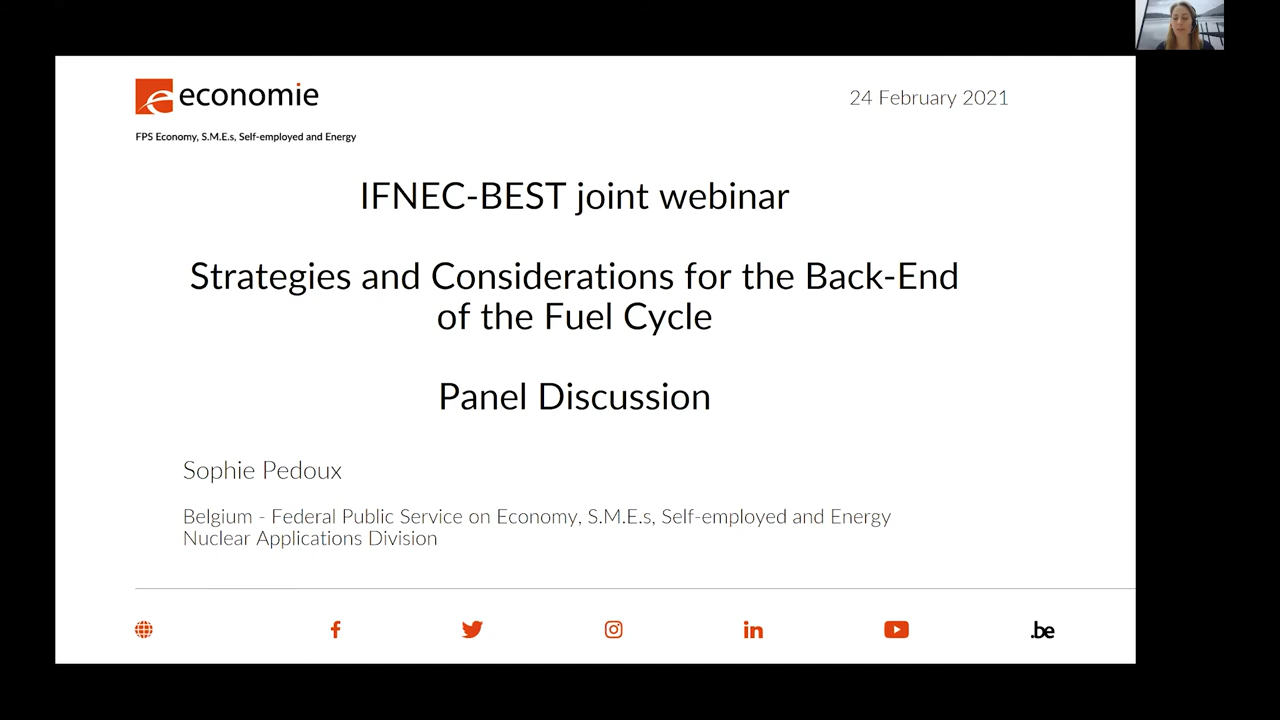 economie
24 February 2021
FPS Economy, S.M.E.s, Self-employed and Energy
IFNEC-BEST joint webinar
Strategies and Considerations for the Back-End
of the Fuel Cycle
Panel Discussion
Sophie Pedoux
Belgium - Federal Public Service on Economy, S.M.E.s, Self-employed and Energy
Nuclear Applications Division
.be